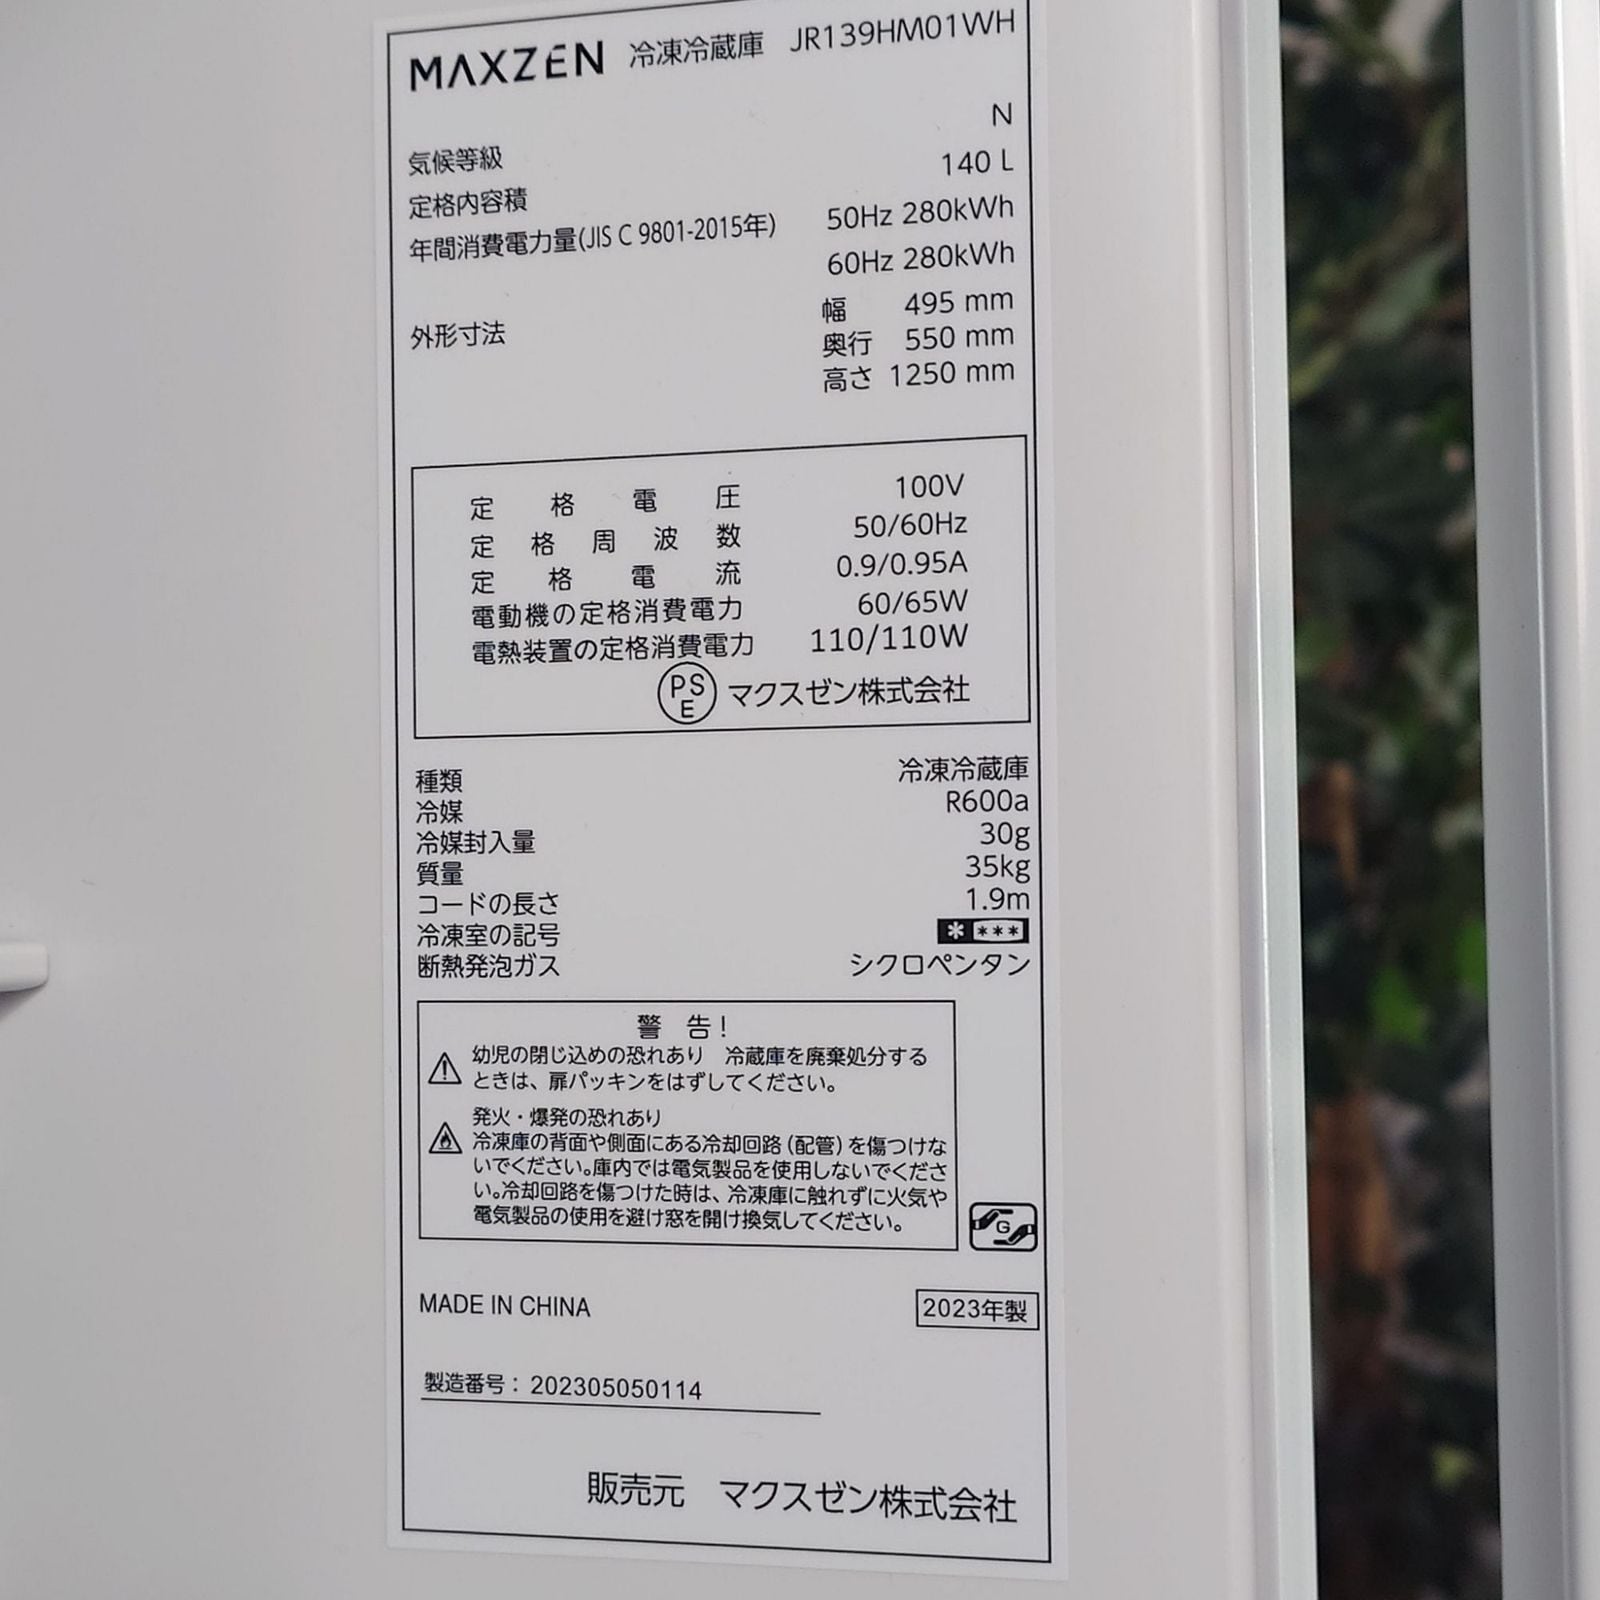 MAXZEN 冷凍冷蔵庫 JR139HM01WH
気候等級 N
定格内容積 140 L
年間消費電力量(JIS C 9801-2015年) 50Hz 280kWh
60Hz 280kWh
外形寸法 幅 495 mm
奥行 550 mm
高さ 1250 mm
定格電圧 100V
定格周波数 50/60Hz
定格電流 0.9/0.95A
電動機の定格消費電力 60/65W
電熱装置の定格消費電力 110/110W
PSE マクスゼン株式会社
種類 冷凍冷蔵庫
冷媒 R600a
冷媒封入量 30g
質量 35kg
コードの長さ 1.9m
冷凍室の記号 * ***
断熱発泡ガス シクロペンタン
警告!
幼児の閉じ込めの恐れあり 冷蔵庫を廃棄処分する
ときは、扉パッキンをはずしてください。
発火・爆発の恐れあり
冷凍庫の背面や側面にある冷却回路(配管)を傷つけな
いでください。庫内では電気製品を使用しないでくださ
い。冷却回路を傷つけた時は、冷凍庫に触れずに火気や
電気製品の使用を避け窓を開け換気してください。
G
MADE IN CHINA 2023年製
製造番号：202305050114
販売元 マクスゼン株式会社